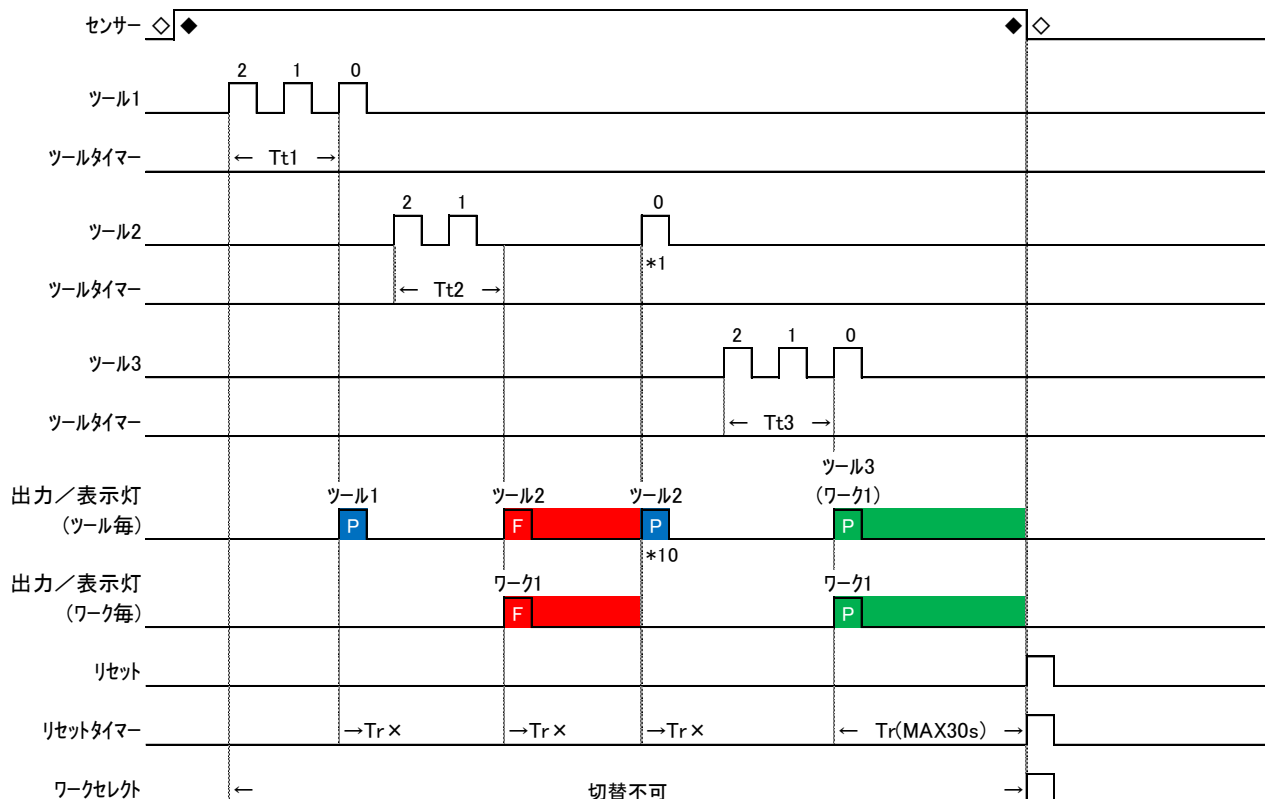 センサー ◇ ◆ ◆ ◇
2 1 0
ツール1
ツールタイマー ← Tt1 →
2 1 0
ツール2
*1
ツールタイマー ← Tt2 →
2 1 0
ツール3
ツールタイマー ← Tt3 →
ツール3
出力／表示灯 ツール1 ツール2 ツール2 (ワーク1)
(ツール毎) P F P P
*10
出力／表示灯 ワーク1 ワーク1
(ワーク毎) F P
リセット
リセットタイマー →Tr× →Tr× →Tr× ← Tr(MAX30s) →
ワークセレクト ← 切替不可 →